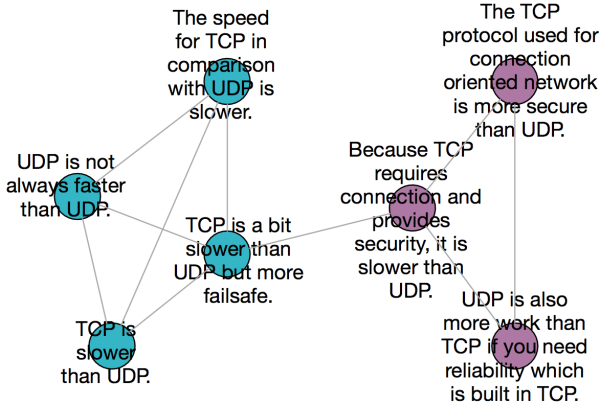 The speed
for TCP in
comparison
with UDP is
slower.
The TCP
protocol used for
connection
oriented network
is more secure
than UDP.
UDP is not
always faster
than UDP.
Because TCP
requires
connection and
provides
security, it is
slower than
UDP.
TCP is a bit
slower than
UDP but more
failsafe.
TCP is
slower
than UDP.
UDP is also
more work than
TCP if you need
reliability which
is built in TCP.